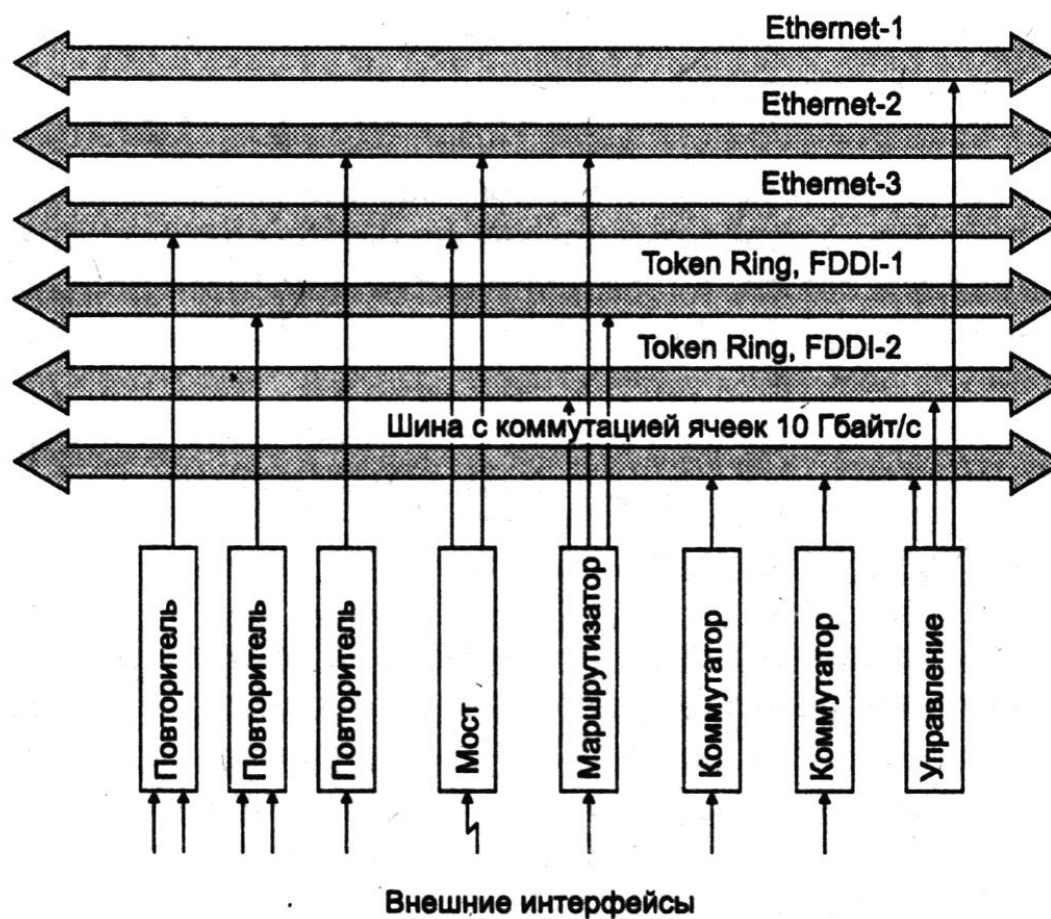 Ethernet-1
Ethernet-2
Ethernet-3
Token Ring, FDDI-1
Token Ring, FDDI-2
Шина с коммутацией ячеек 10 Гбайт/с
Повторитель
Повторитель
Повторитель
Мост
Маршрутизатор
Коммутатор
Коммутатор
Управление
Внешние интерфейсы